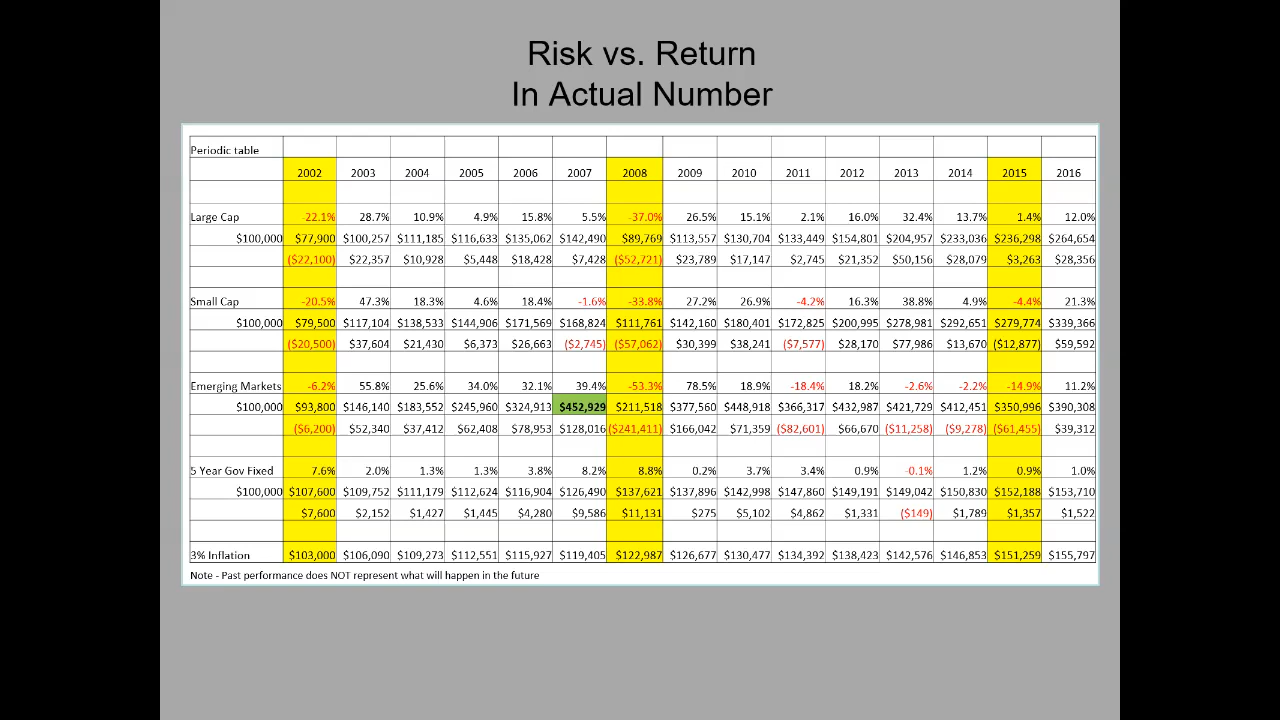 Risk vs. Return
In Actual Number
Periodic table
2002 2003 2004 2005 2006 2007 2008 2009 2010 2011 2012 2013 2014 2015 2016
Large Cap -22.1% 28.7% 10.9% 4.9% 15.8% 5.5% -37.0% 26.5% 15.1% 2.1% 16.0% 32.4% 13.7% 1.4% 12.0%
$100,000 $77,900 $100,257 $111,185 $116,633 $135,062 $142,490 $89,769 $113,557 $130,704 $133,449 $154,801 $204,957 $233,036 $236,298 $264,654
($22,100) $22,357 $10,928 $5,448 $18,428 $7,428 ($52,721) $23,789 $17,147 $2,745 $21,352 $50,156 $28,079 $3,263 $28,356
Small Cap -20.5% 47.3% 18.3% 4.6% 18.4% -1.6% -33.8% 27.2% 26.9% -4.2% 16.3% 38.8% 4.9% -4.4% 21.3%
$100,000 $79,500 $117,104 $138,533 $144,906 $171,569 $168,824 $111,761 $142,160 $180,401 $172,825 $200,995 $278,981 $292,651 $279,774 $339,366
($20,500) $37,604 $21,430 $6,373 $26,663 ($2,745) ($57,062) $30,399 $38,241 ($7,577) $28,170 $77,986 $13,670 ($12,877) $59,592
Emerging Markets -6.2% 55.8% 25.6% 34.0% 32.1% 39.4% -53.3% 78.5% 18.9% -18.4% 18.2% -2.6% -2.2% -14.9% 11.2%
$100,000 $93,800 $146,140 $183,552 $245,960 $324,913 $452,929 $211,518 $377,560 $448,918 $366,317 $432,987 $421,729 $412,451 $350,996 $390,308
($6,200) $52,340 $37,412 $62,408 $78,953 $128,016 ($241,411) $166,042 $71,359 ($82,601) $66,670 ($11,258) ($9,278) ($61,455) $39,312
5 Year Gov Fixed 7.6% 2.0% 1.3% 1.3% 3.8% 8.2% 8.8% 0.2% 3.7% 3.4% 0.9% -0.1% 1.2% 0.9% 1.0%
$100,000 $107,600 $109,752 $111,179 $112,624 $116,904 $126,490 $137,621 $137,896 $142,998 $147,860 $149,191 $149,042 $150,830 $152,188 $153,710
$7,600 $2,152 $1,427 $1,445 $4,280 $9,586 $11,131 $275 $5,102 $4,862 $1,331 ($149) $1,789 $1,357 $1,522
3% Inflation $103,000 $106,090 $109,273 $112,551 $115,927 $119,405 $122,987 $126,677 $130,477 $134,392 $138,423 $142,576 $146,853 $151,259 $155,797
Note - Past performance does NOT represent what will happen in the future